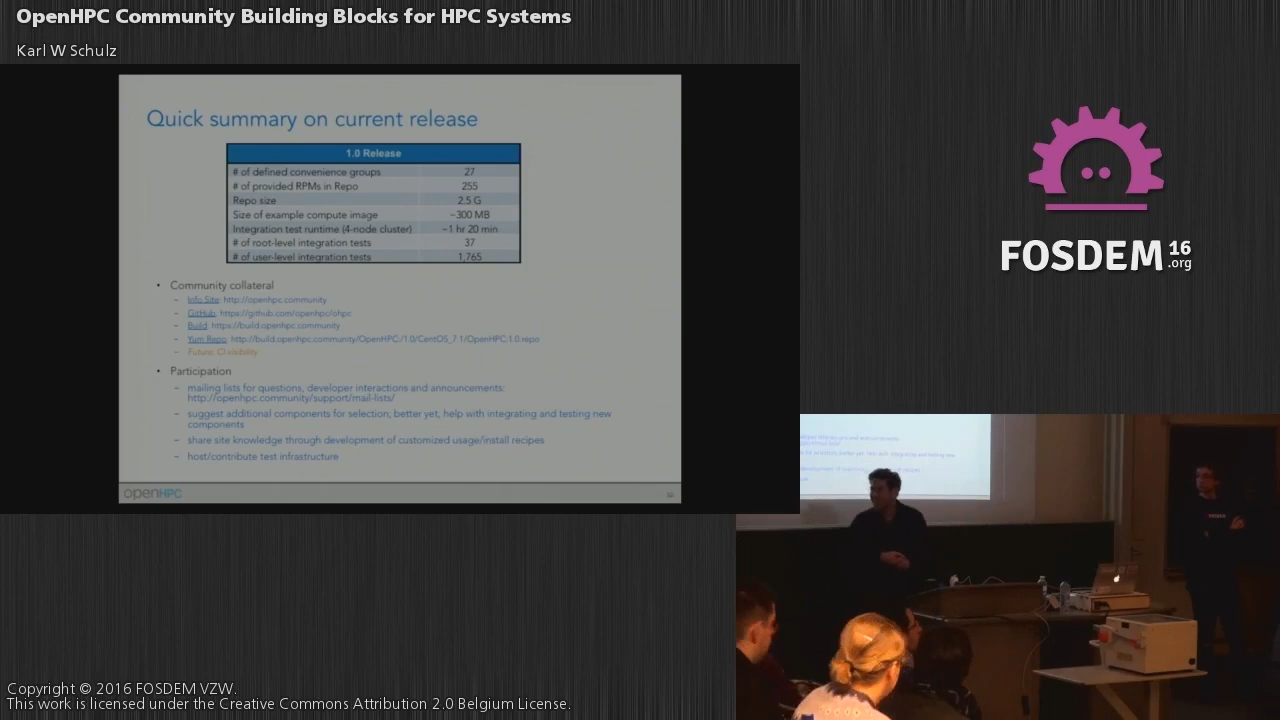 OpenHPC Community Building Blocks for HPC Systems
Karl W Schulz
Quick summary on current release
1.0 Release
# of defined convenience groups 27
# of provided RPMs in Repo 255
Repo size 2.5 G
Size of example compute image ~300 MB
Integration test runtime (4-node cluster) ~1 hr 20 min
# of root-level integration tests 37
# of user-level integration tests 1,765
• Community collateral
– Info Site: http://openhpc.community
– GitHub: https://github.com/openhpc/ohpc
– Build: https://build.openhpc.community
– Yum Repo: http://build.openhpc.community/OpenHPC:/1.0/CentOS_7.1/OpenHPC:1.0.repo
– Future: CI visibility
• Participation
– mailing lists for questions, developer interactions and announcements:
http://openhpc.community/support/mail-lists/
– suggest additional components for selection; better yet, help with integrating and testing new
components
– share site knowledge through development of customized usage/install recipes
– host/contribute test infrastructure
openHPC
FOSDEM 16
.org
Copyright © 2016 FOSDEM VZW.
This work is licensed under the Creative Commons Attribution 2.0 Belgium License.